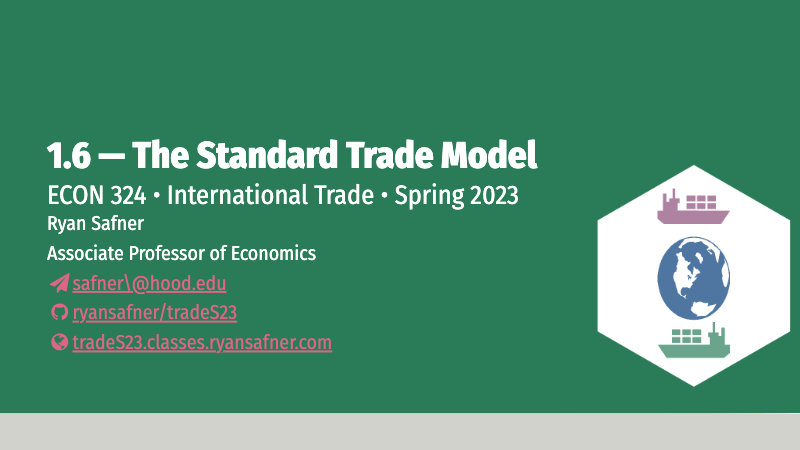 1.6 — The Standard Trade Model
ECON 324 • International Trade • Spring 2023
Ryan Safner
Associate Professor of Economics
safner\@hood.edu
ryansafner/tradeS23
tradeS23.classes.ryansafner.com